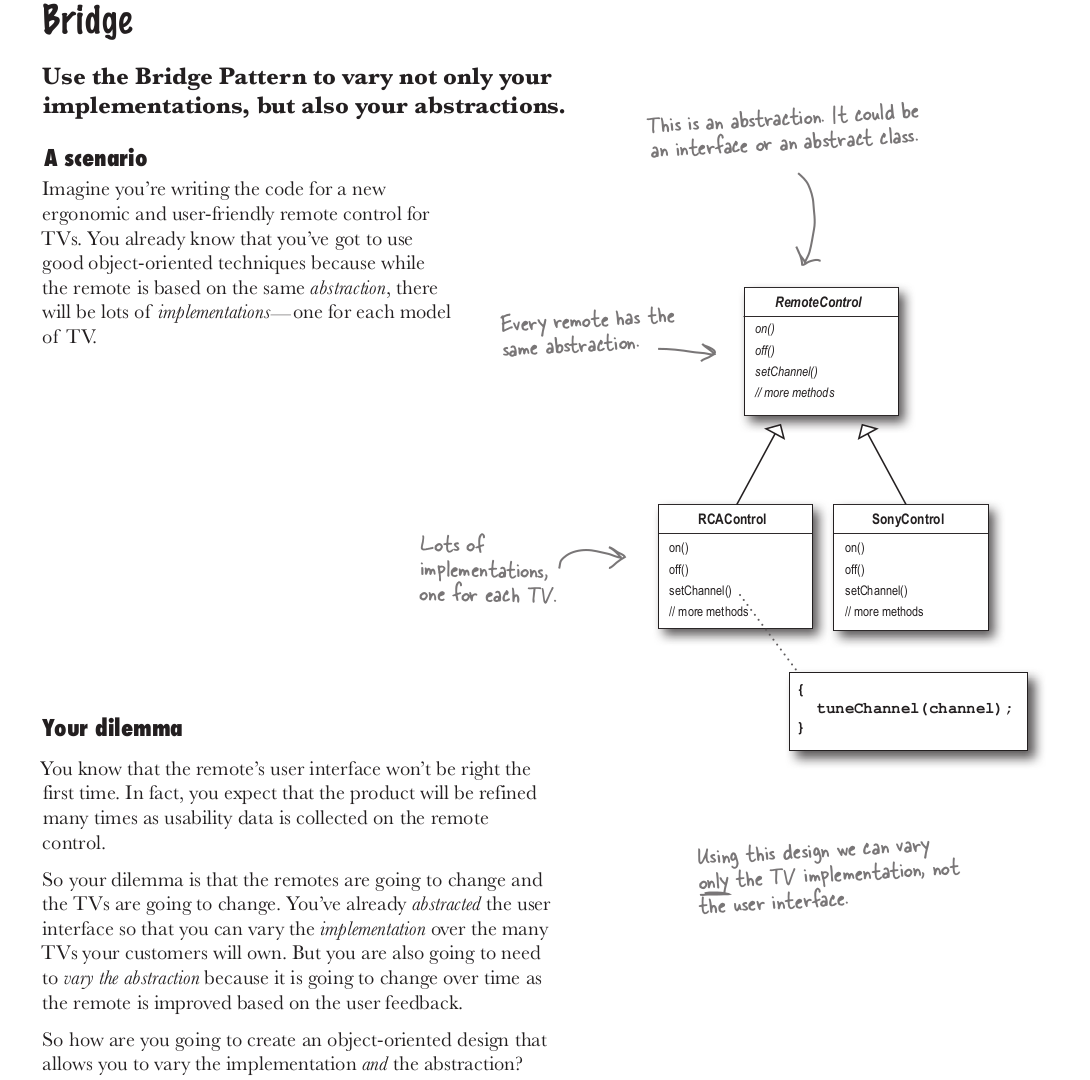 Bridge
Use the Bridge Pattern to vary not only your
implementations, but also your abstractions.
A scenario
Imagine you’re writing the code for a new
ergonomic and user-friendly remote control for
TVs. You already know that you’ve got to use
good object-oriented techniques because while
the remote is based on the same abstraction, there
will be lots of implementations—one for each model
of TV.
This is an abstraction. It could be
an interface or an abstract class.
Every remote has the
same abstraction.
RemoteControl
on()
off()
setChannel()
// more methods
Lots of
implementations,
one for each TV.
RCAControl
on()
off()
setChannel()
// more methods
SonyControl
on()
off()
setChannel()
// more methods
{
tuneChannel(channel);
}
Your dilemma
You know that the remote’s user interface won’t be right the
first time. In fact, you expect that the product will be refined
many times as usability data is collected on the remote
control.
So your dilemma is that the remotes are going to change and
the TVs are going to change. You’ve already abstracted the user
interface so that you can vary the implementation over the many
TVs your customers will own. But you are also going to need
to vary the abstraction because it is going to change over time as
the remote is improved based on the user feedback.
So how are you going to create an object-oriented design that
allows you to vary the implementation and the abstraction?
Using this design we can vary
only the TV implementation, not
the user interface.